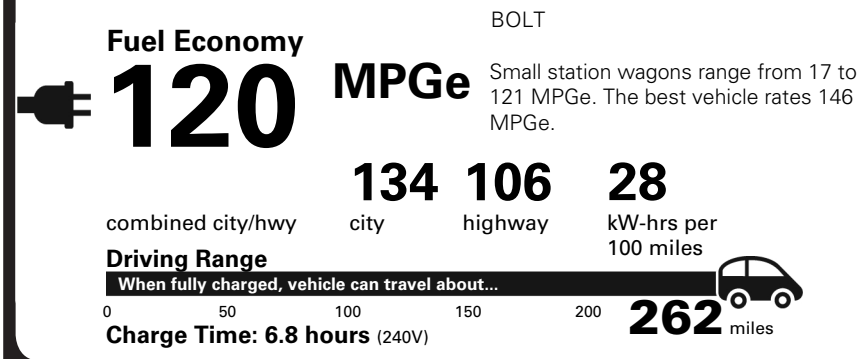 BOLT
Fuel Economy
120
MPGe
Small station wagons range from 17 to
121 MPGe. The best vehicle rates 146
MPGe.
134 106 28
combined city/hwy city highway kW-hrs per
100 miles
Driving Range
When fully charged, vehicle can travel about...
0 50 100 150 200 262 miles
Charge Time: 6.8 hours (240V)